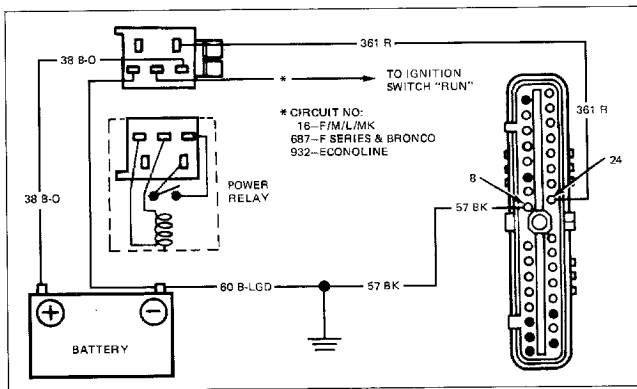 361 R
38 B-O
*
TO IGNITION
SWITCH "RUN"
* CIRCUIT NO:
16-F/M/L/MK
687-F SERIES & BRONCO
932-ECONOLINE
361 R
24
8
POWER
RELAY
38 B-O
57 BK
60 B-LGD
57 BK
+
−
BATTERY